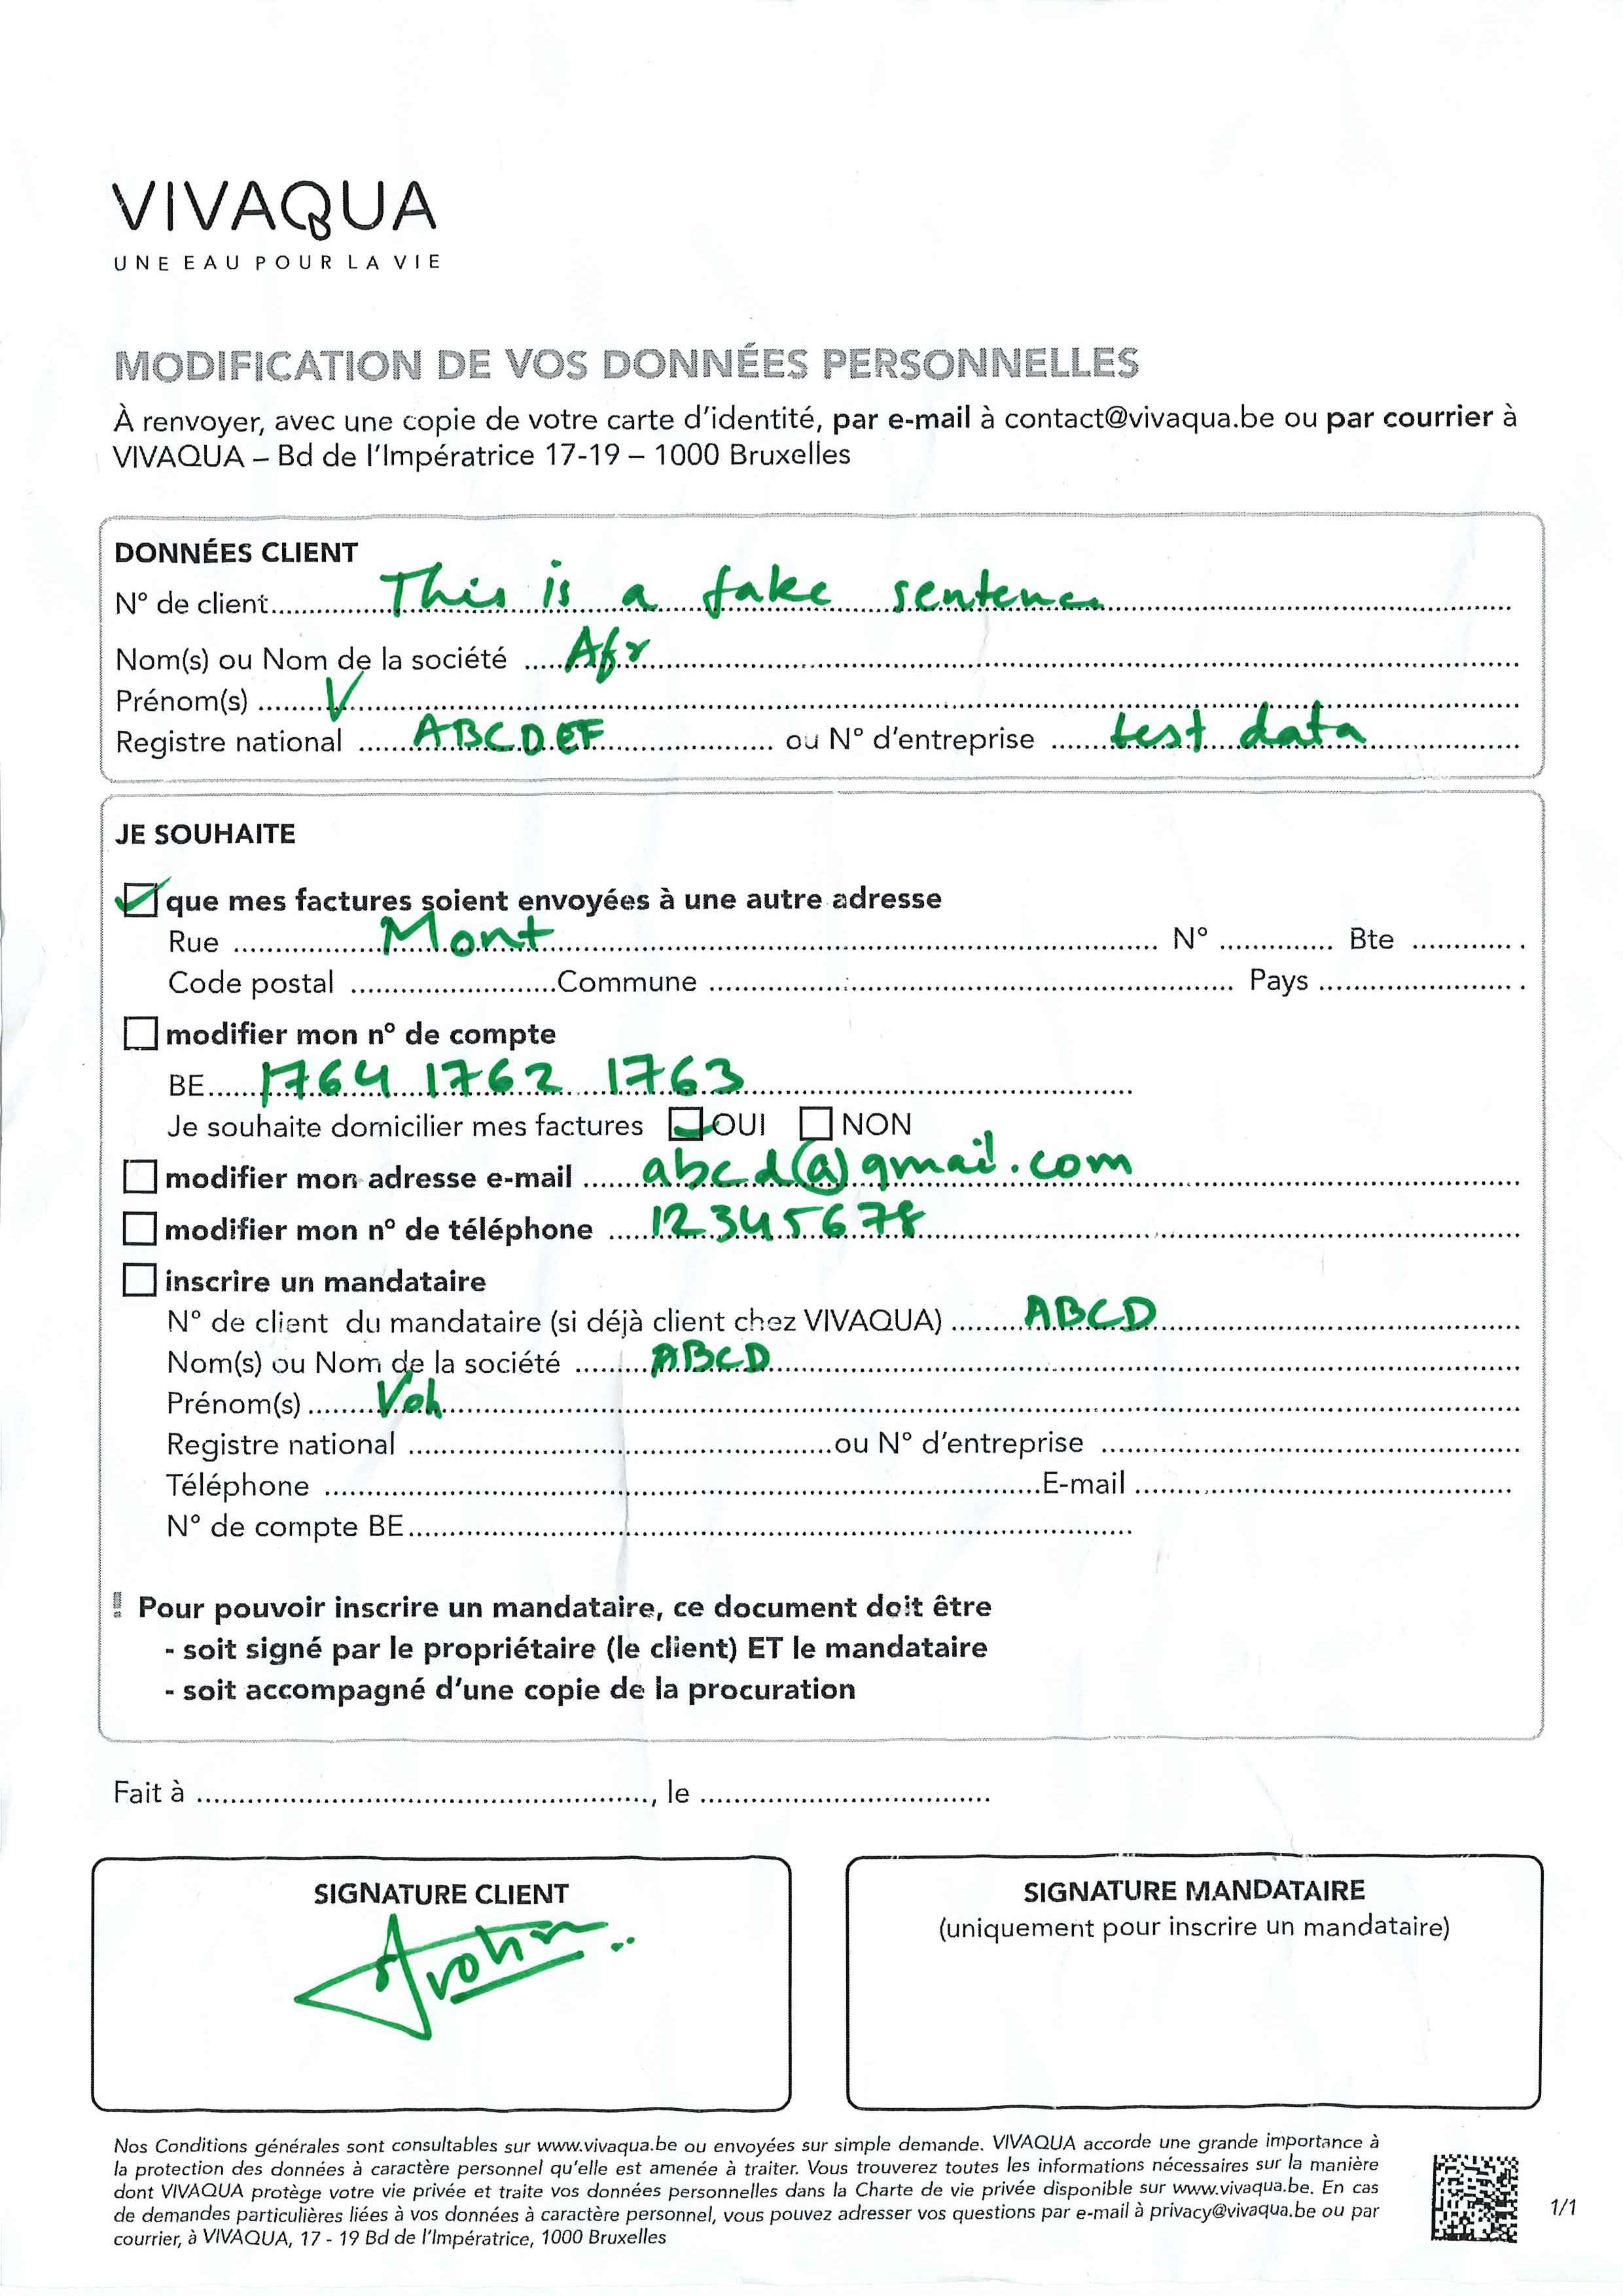 VIVAQUA
UNE EAU POUR LA VIE
MODIFICATION DE VOS DONNÉES PERSONNELLES
À renvoyer, avec une copie de votre carte d'identité, par e-mail à contact@vivaqua.be ou par courrier à
VIVAQUA – Bd de l'Impératrice 17-19 – 1000 Bruxelles
DONNÉES CLIENT
N° de client This is a fake sentence
Nom(s) ou Nom de la société Afr
Prénom(s) V
Registre national ABCDEF ou N° d'entreprise test data
JE SOUHAITE
que mes factures soient envoyées à une autre adresse
Rue Mont N° Bte
Code postal Commune Pays
modifier mon n° de compte
BE 1764 1762 1763
Je souhaite domicilier mes factures OUI NON
modifier mon adresse e-mail abcd@gmail.com
modifier mon n° de téléphone 12345678
inscrire un mandataire
N° de client du mandataire (si déjà client chez VIVAQUA) ABCD
Nom(s) ou Nom de la société ABCD
Prénom(s) Voh
Registre national ou N° d'entreprise
Téléphone E-mail
N° de compte BE
! Pour pouvoir inscrire un mandataire, ce document doit être
- soit signé par le propriétaire (le client) ET le mandataire
- soit accompagné d'une copie de la procuration
Fait à , le
SIGNATURE CLIENT
SIGNATURE MANDATAIRE
(uniquement pour inscrire un mandataire)
Nos Conditions générales sont consultables sur www.vivaqua.be ou envoyées sur simple demande. VIVAQUA accorde une grande importance à
la protection des données à caractère personnel qu'elle est amenée à traiter. Vous trouverez toutes les informations nécessaires sur la manière
dont VIVAQUA protège votre vie privée et traite vos données personnelles dans la Charte de vie privée disponible sur www.vivaqua.be. En cas
de demandes particulières liées à vos données à caractère personnel, vous pouvez adresser vos questions par e-mail à privacy@vivaqua.be ou par
courrier, à VIVAQUA, 17 - 19 Bd de l'Impératrice, 1000 Bruxelles
1/1